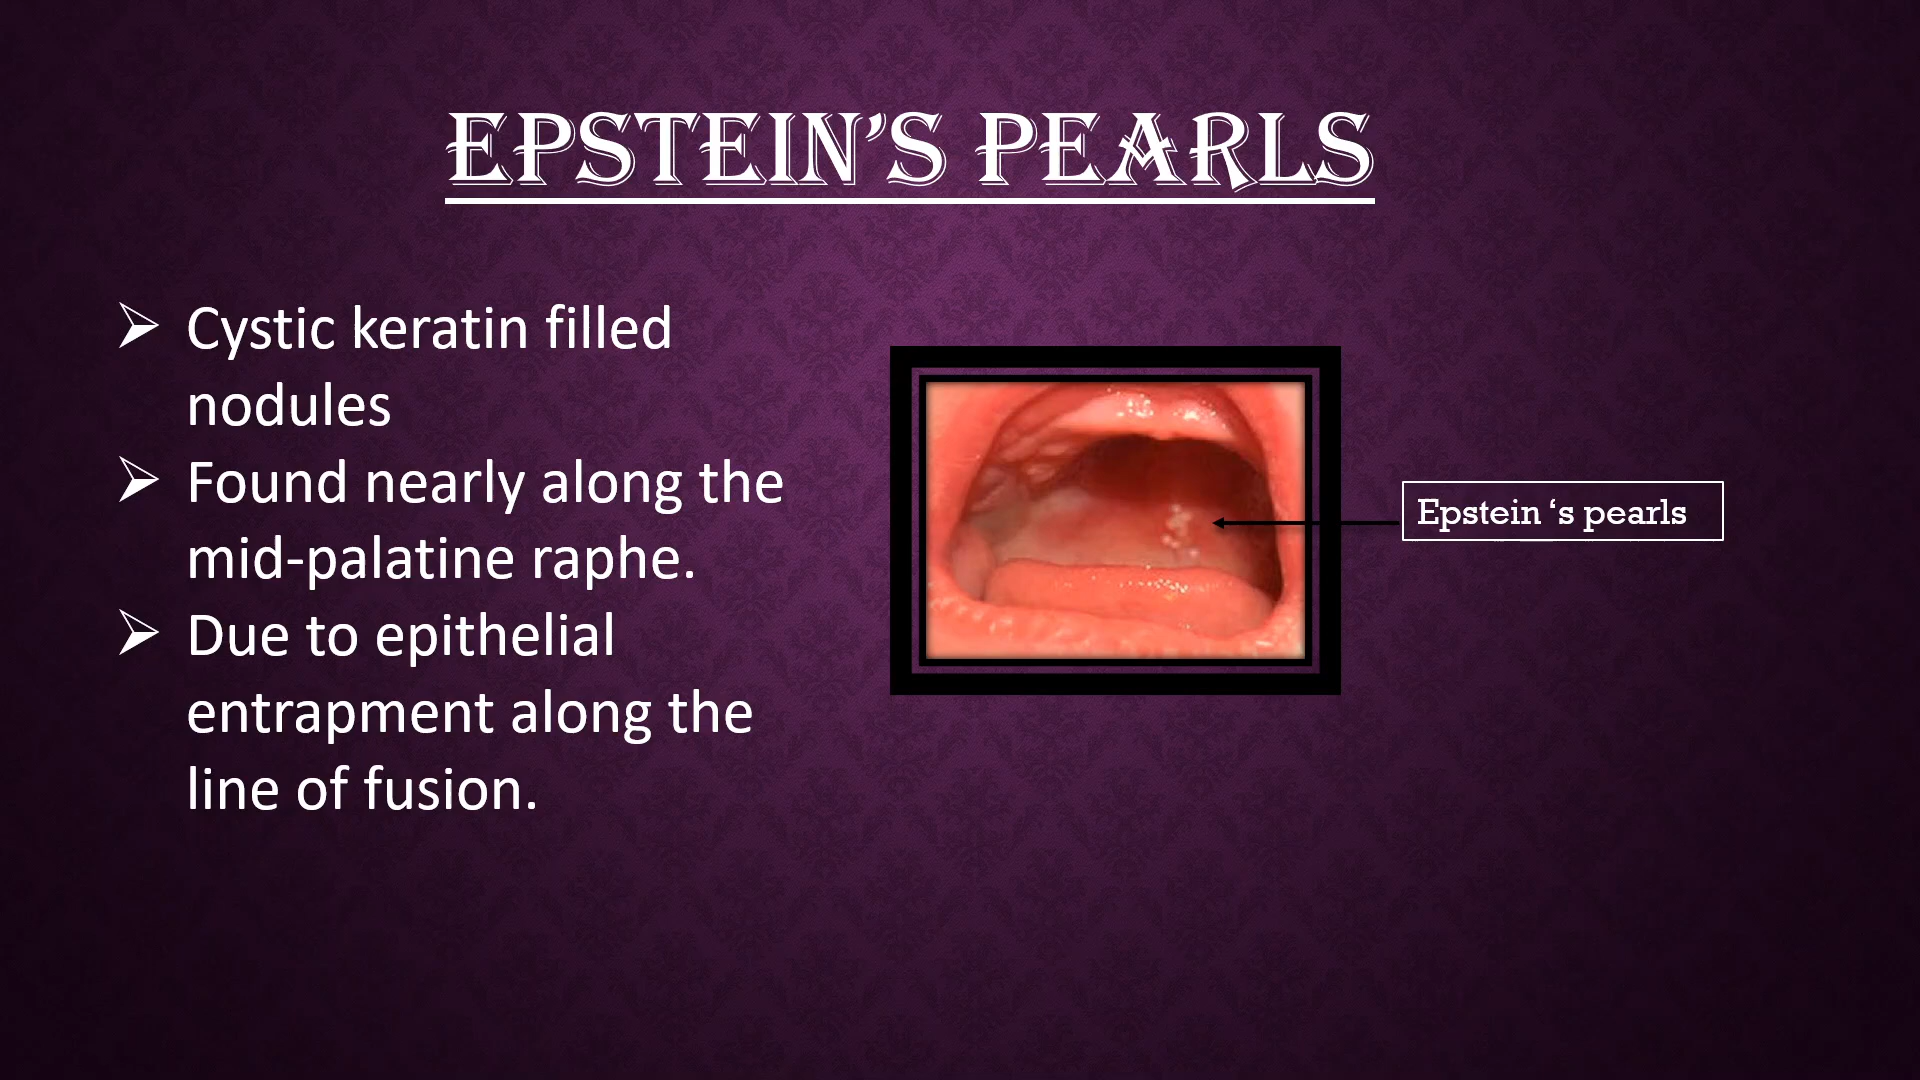 EPSTEIN’S PEARLS
Cystic keratin filled
nodules
Found nearly along the
mid-palatine raphe.
Due to epithelial
entrapment along the
line of fusion.
Epstein ‘s pearls